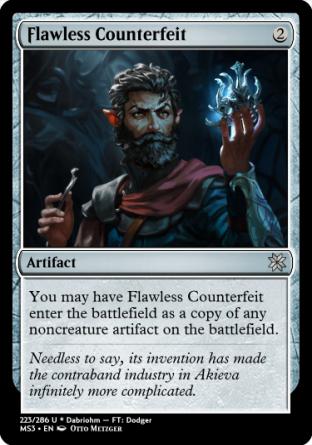 Flawless Counterfeit 2
Artifact
You may have Flawless Counterfeit
enter the battlefield as a copy of any
noncreature artifact on the battlefield.
Needless to say, its invention has made
the contraband industry in Akieva
infinitely more complicated.
223/286 U * Dabriohm — FT: Dodger
MS3 • EN Otto Metzger